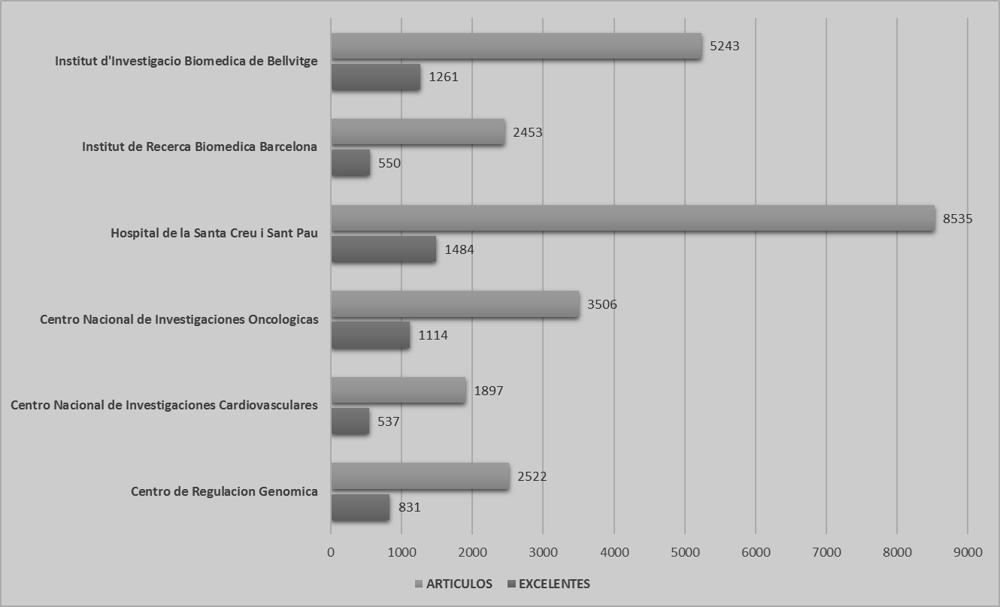 Institut d'Investigacio Biomedica de Bellvitge
5243
1261
Institut de Recerca Biomedica Barcelona
2453
550
Hospital de la Santa Creu i Sant Pau
8535
1484
Centro Nacional de Investigaciones Oncologicas
3506
1114
Centro Nacional de Investigaciones Cardiovasculares
1897
537
Centro de Regulacion Genomica
2522
831
0 1000 2000 3000 4000 5000 6000 7000 8000 9000
ARTICULOS EXCELENTES